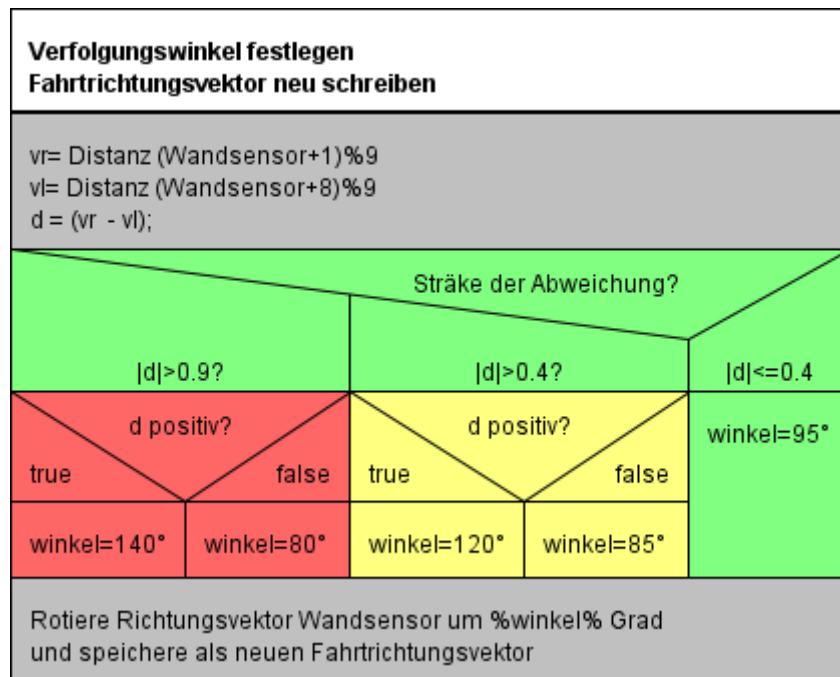 Verfolgungswinkel festlegen
Fahrtrichtungsvektor neu schreiben
vr= Distanz (Wandsensor+1)%9
vl= Distanz (Wandsensor+8)%9
d = (vr - vl);
Sträke der Abweichung?
|d|>0.9?
|d|>0.4?
|d|<=0.4
d positiv?
true
false
d positiv?
true
false
winkel=95°
winkel=140°
winkel=80°
winkel=120°
winkel=85°
Rotiere Richtungsvektor Wandsensor um %winkel% Grad
und speichere als neuen Fahrtrichtungsvektor